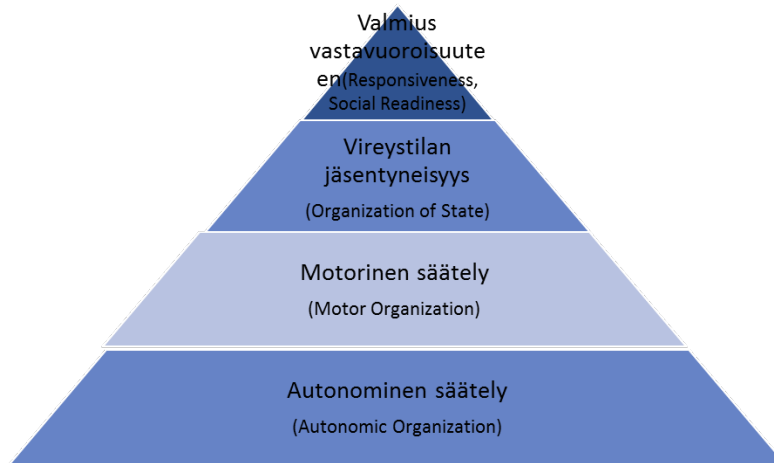 Valmius
vastavuoroisuute
en(Responsiveness,
Social Readiness)
Vireystilan
jäsentyneisyys
(Organization of State)
Motorinen säätely
(Motor Organization)
Autonominen säätely
(Autonomic Organization)